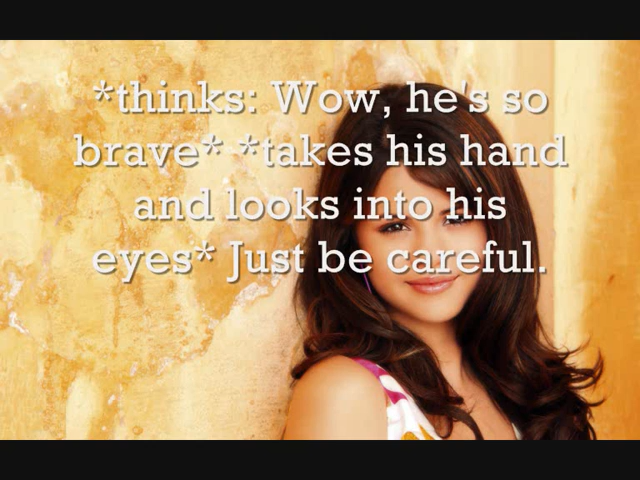 *thinks: Wow, he's so
brave* *takes his hand
and looks into his
eyes* Just be careful.